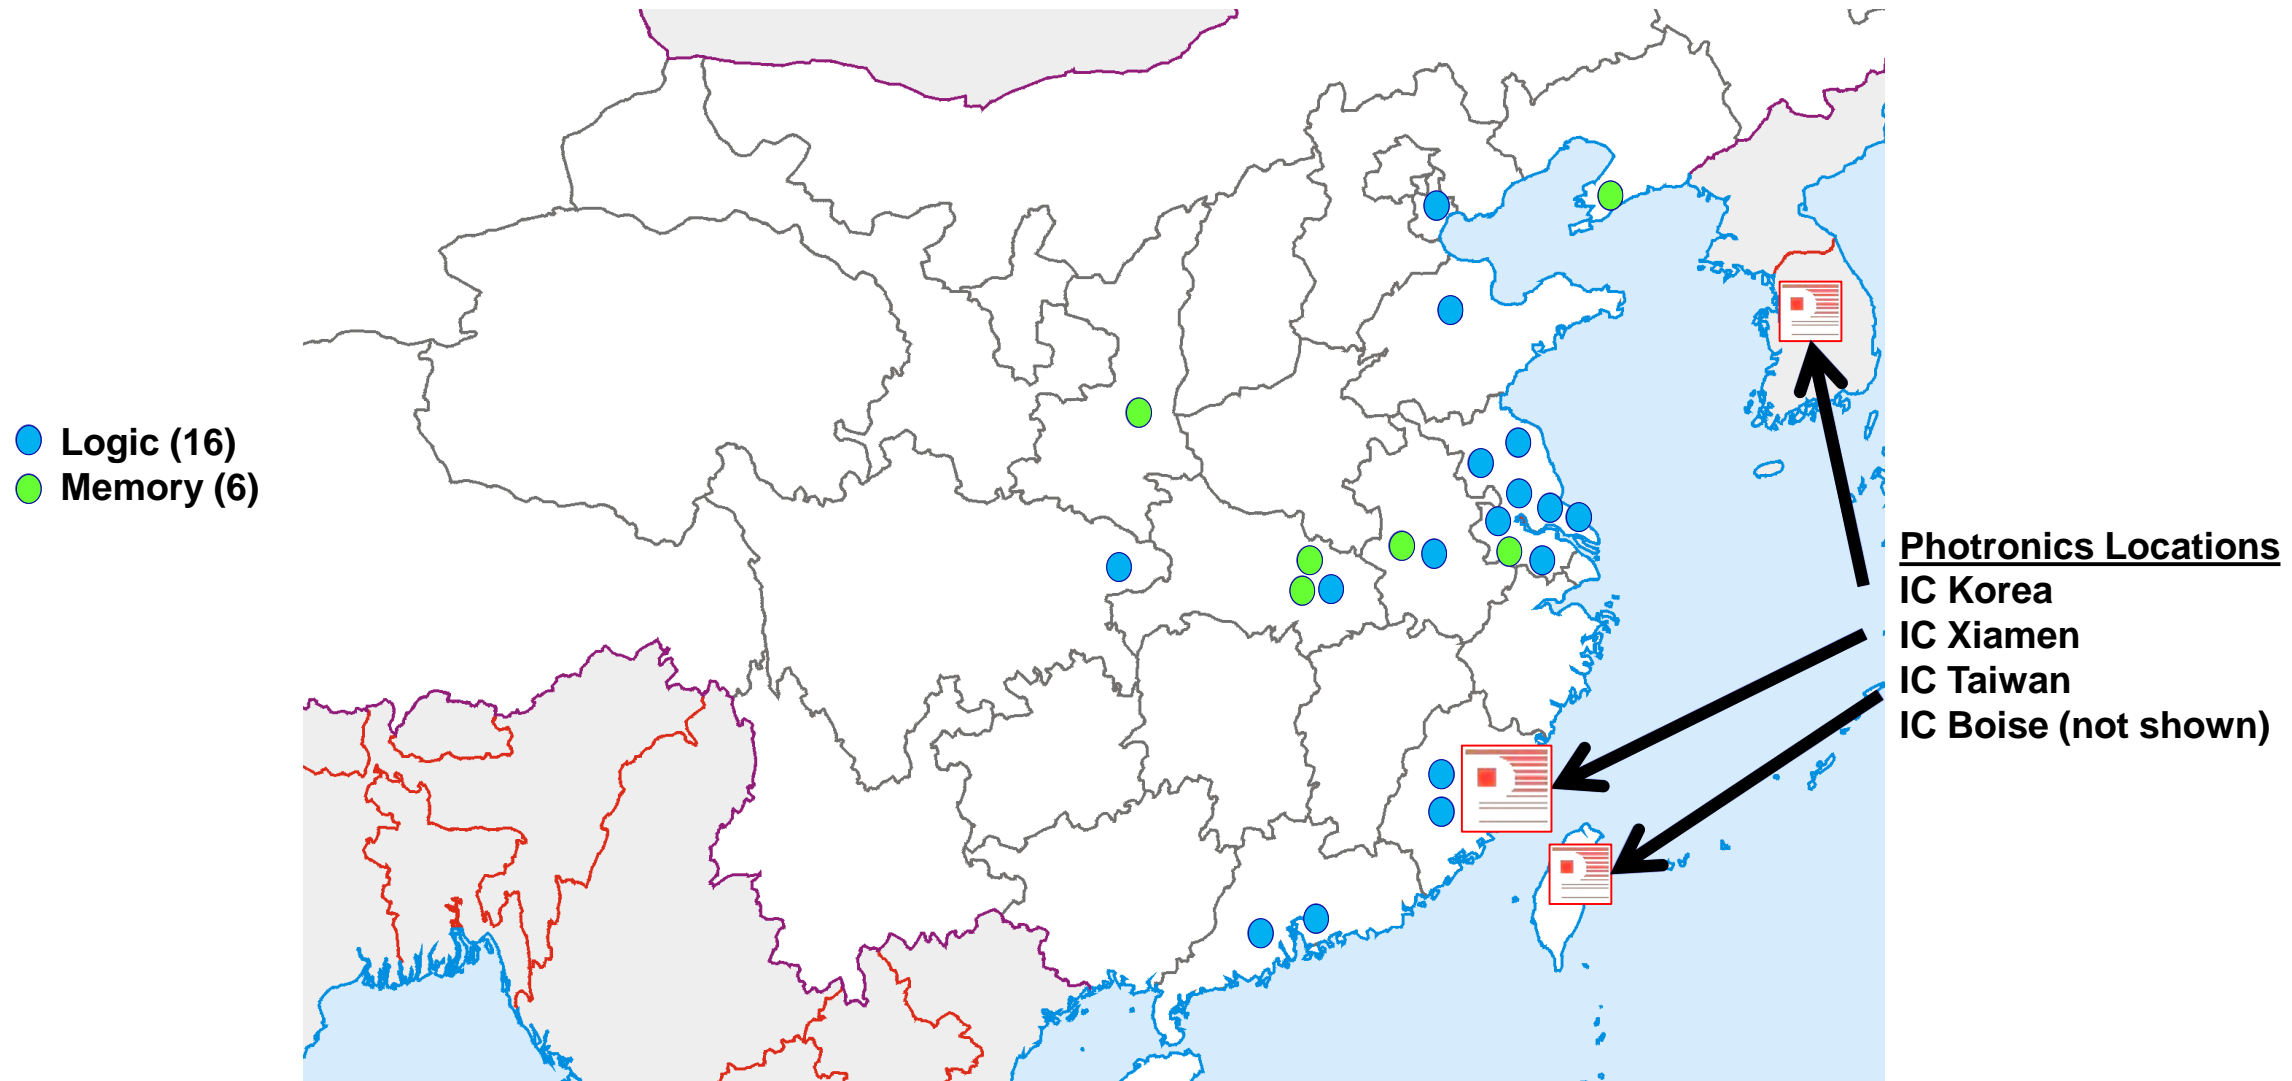 Logic (16)
Memory (6)
Photronics Locations
IC Korea
IC Xiamen
IC Taiwan
IC Boise (not shown)